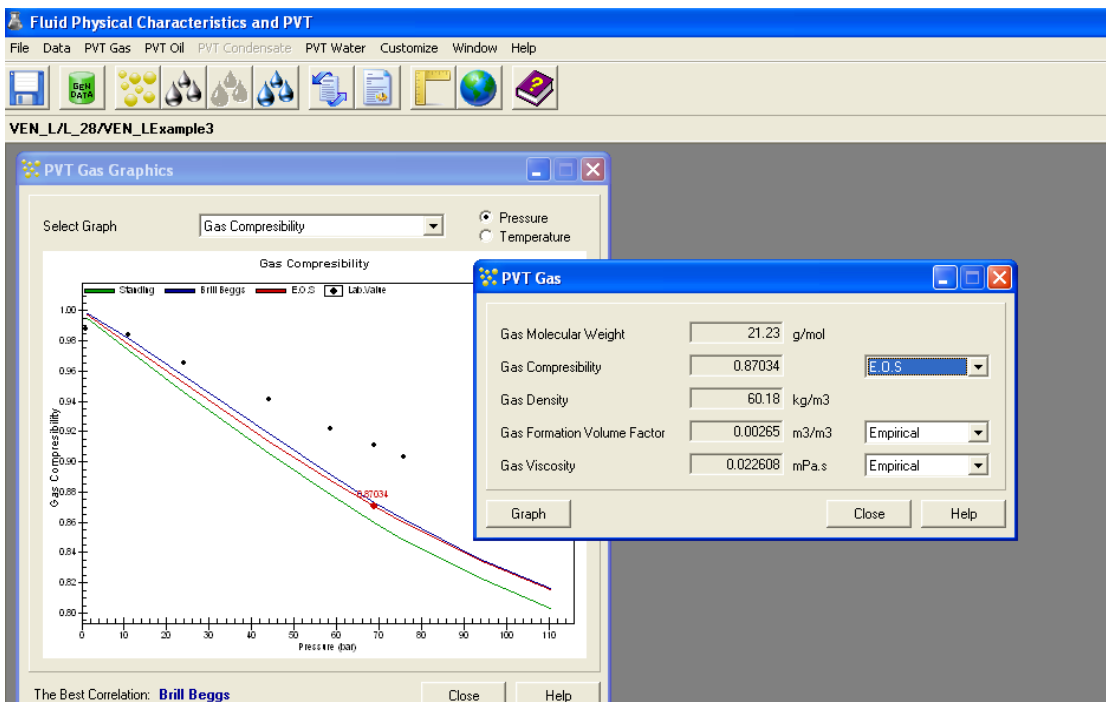 Fluid Physical Characteristics and PVT
File Data PVT Gas PVT Oil PVT Condensate PVT Water Customize Window Help
GEN DATA
VEN_L/L_28/VEN_LExample3
PVT Gas Graphics
Select Graph Gas Compresibility Pressure
Temperature
Gas Compresibility
Standing Brill Beggs E.O.S Lab.Value
1.00
0.98
0.96
0.94
0.92
0.90
0.88
0.86
0.84
0.82
0.80
Gas Compresibility
0.87034
0 10 20 30 40 50 60 70 80 90 100 110
Pressure (bar)
The Best Correlation: Brill Beggs Close Help
PVT Gas
Gas Molecular Weight 21.23 g/mol
Gas Compresibility 0.87034 E.O.S
Gas Density 60.18 kg/m3
Gas Formation Volume Factor 0.00265 m3/m3 Empirical
Gas Viscosity 0.022608 mPa.s Empirical
Graph Close Help